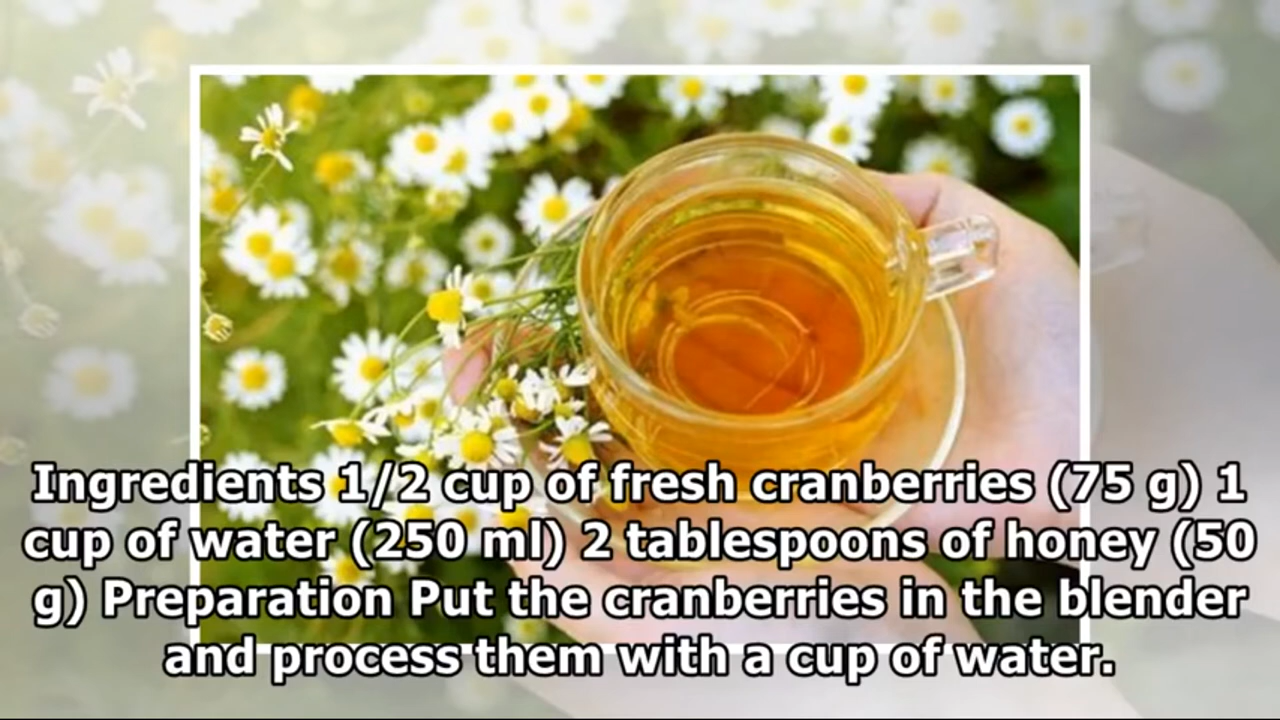 Ingredients 1/2 cup of fresh cranberries (75 g) 1
cup of water (250 ml) 2 tablespoons of honey (50
g) Preparation Put the cranberries in the blender
and process them with a cup of water.